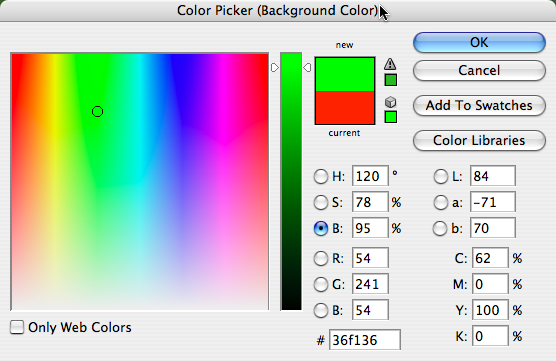 Color Picker (Background Color)
new
current
OK
Cancel
Add To Swatches
Color Libraries
H: 120 °
S: 78 %
B: 95 %
R: 54
G: 241
B: 54
# 36f136
L: 84
a: -71
b: 70
C: 62 %
M: 0 %
Y: 100 %
K: 0 %
Only Web Colors